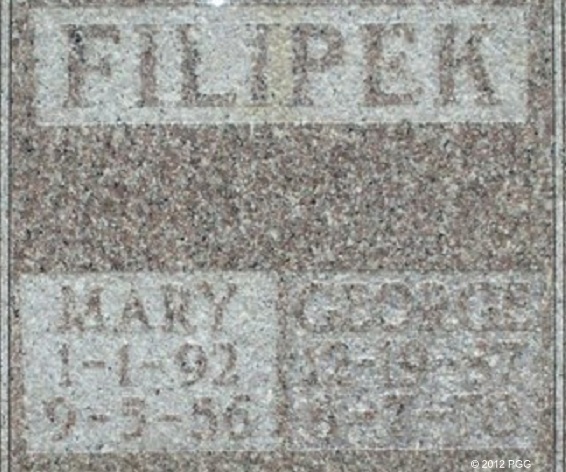 FILIPEK
MARY
GEORGE
1-1-92
9-5-56
© 2012 RGG